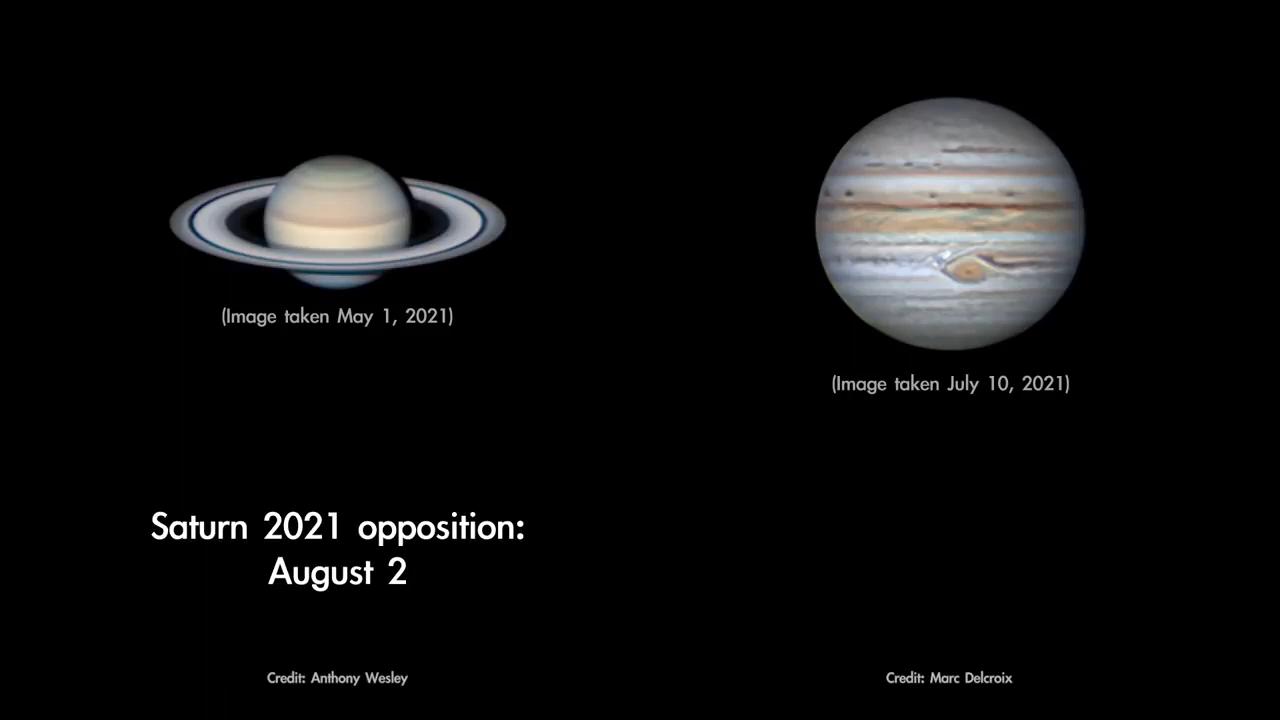 (Image taken May 1, 2021)
(Image taken July 10, 2021)
Saturn 2021 opposition:
August 2
Credit: Anthony Wesley
Credit: Marc Delcroix